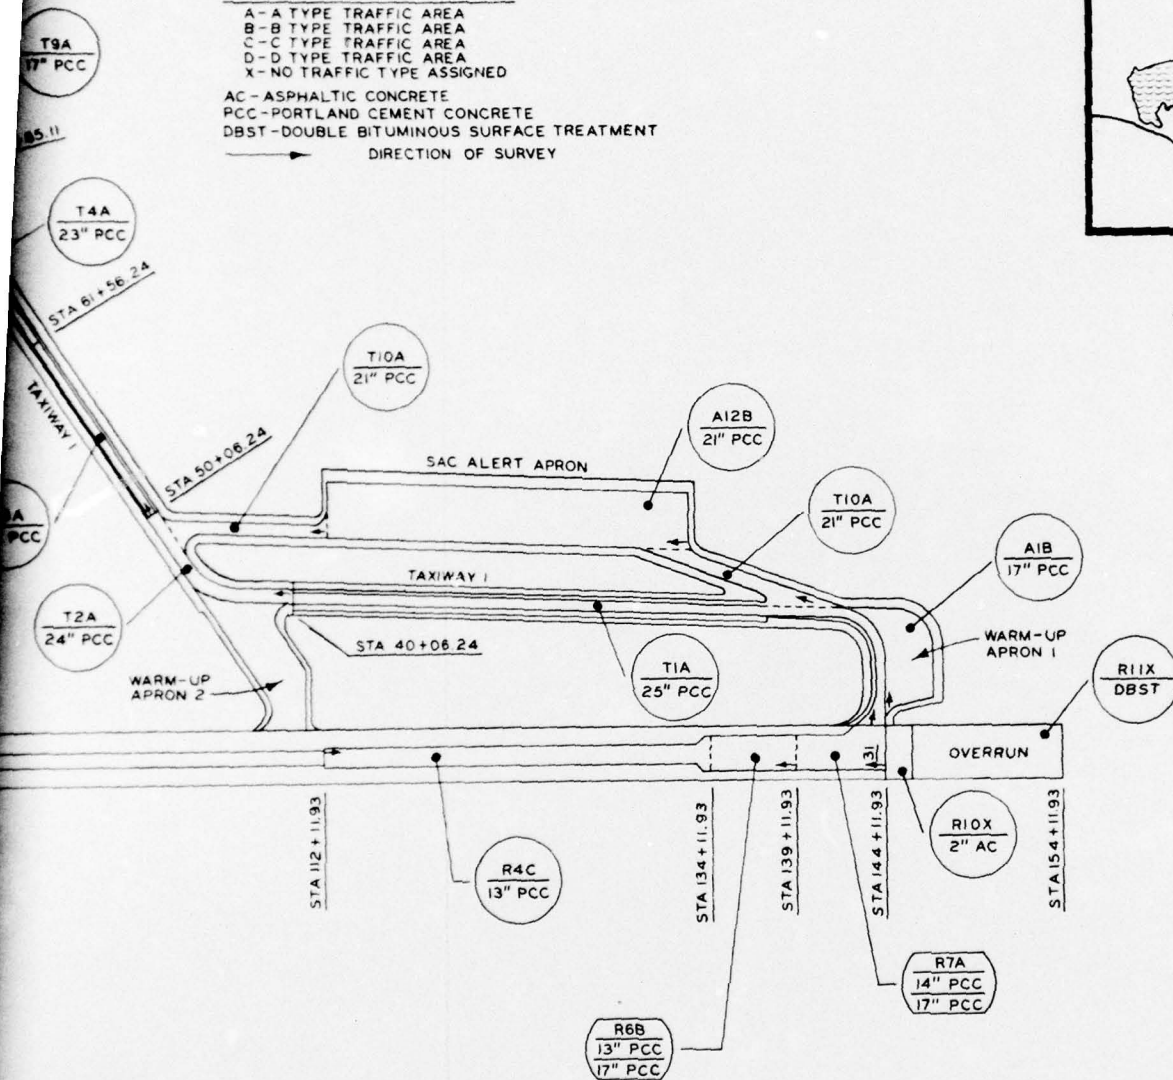 A-A TYPE TRAFFIC AREA
B-B TYPE TRAFFIC AREA
C-C TYPE TRAFFIC AREA
D-D TYPE TRAFFIC AREA
X-NO TRAFFIC TYPE ASSIGNED
AC-ASPHALTIC CONCRETE
PCC-PORTLAND CEMENT CONCRETE
DBST-DOUBLE BITUMINOUS SURFACE TREATMENT
DIRECTION OF SURVEY
T9A
17" PCC
85.11
T4A
23" PCC
STA 61+56.24
TAXIWAY 1
T10A
21" PCC
STA 50+06.24
SAC ALERT APRON
A12B
21" PCC
T10A
21" PCC
A1B
17" PCC
A
PCC
TAXIWAY 1
T2A
24" PCC
STA 40+06.24
WARM-UP
APRON 2
T1A
25" PCC
WARM-UP
APRON 1
R11X
DBST
31
OVERRUN
R4C
13" PCC
STA 112+11.93
STA 134+11.93
STA 139+11.93
STA 144+11.93
R10X
2" AC
STA 154+11.93
R7A
14" PCC
17" PCC
R6B
13" PCC
17" PCC